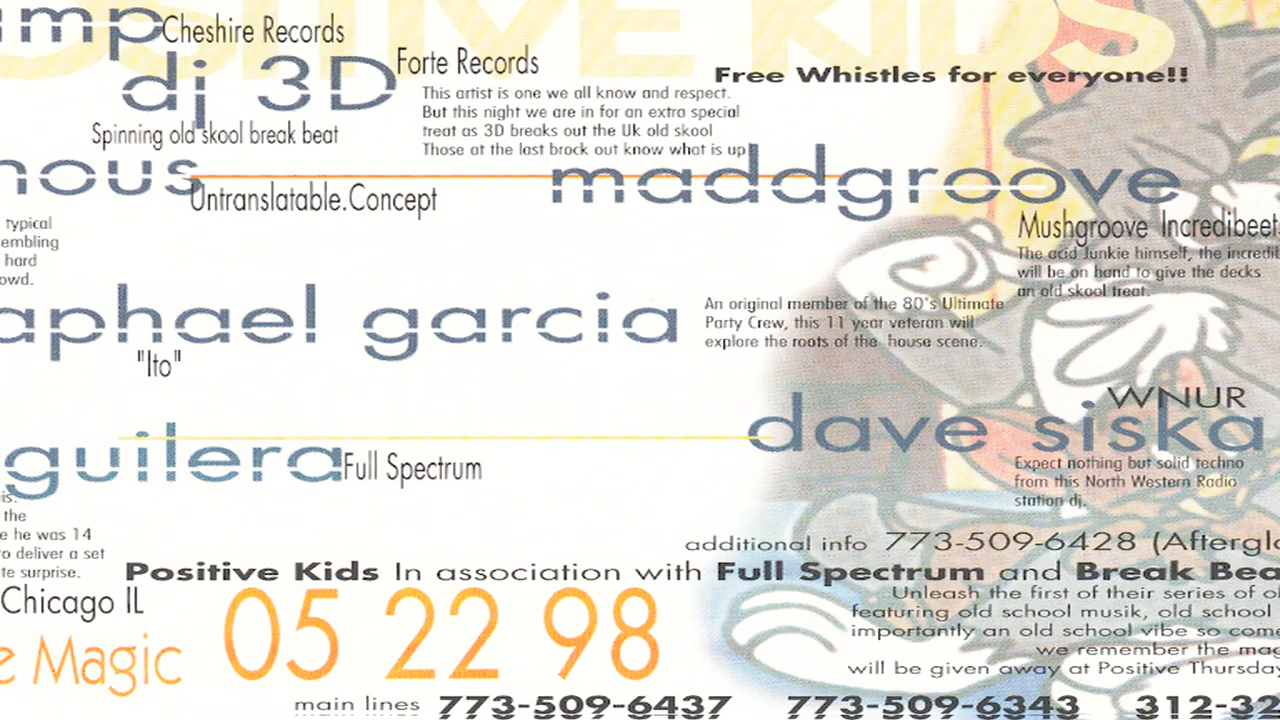 POSITIVE KIDS
Cheshire Records
dj 3D
Forte Records
Free Whistles for everyone!!
This artist is one we all know and respect.
But this night we are in for an extra special
treat as 3D breaks out the Uk old skool
Those at the last brock out know what is up!
Spinning old skool break beat
maddgroove
Untranslatable.Concept
Mushgroove Incredibeet
typical
hard
The acid Junkie himself, the
will be on hand to give the decks
an old skool treat.
garcia
"Ito"
An original member of the 80's Ultimate
Party Crew, this 11 year veteran will
explore the roots of the house scene.
WNUR
dave siska
Full Spectrum
Expect nothing but solid techno
from this North Western Radio
station dj.
the
he was 14
to deliver a set
surprise.
additional info 773-509-6428
Positive Kids In association with Full Spectrum and Break
Unleash the first of their series of
featuring old school musik, old school
importantly an old school vibe so
we remember the
will be given away at Positive
Chicago IL
Magic
05 22 98
main lines 773-509-6437 773-509-6343 312-32